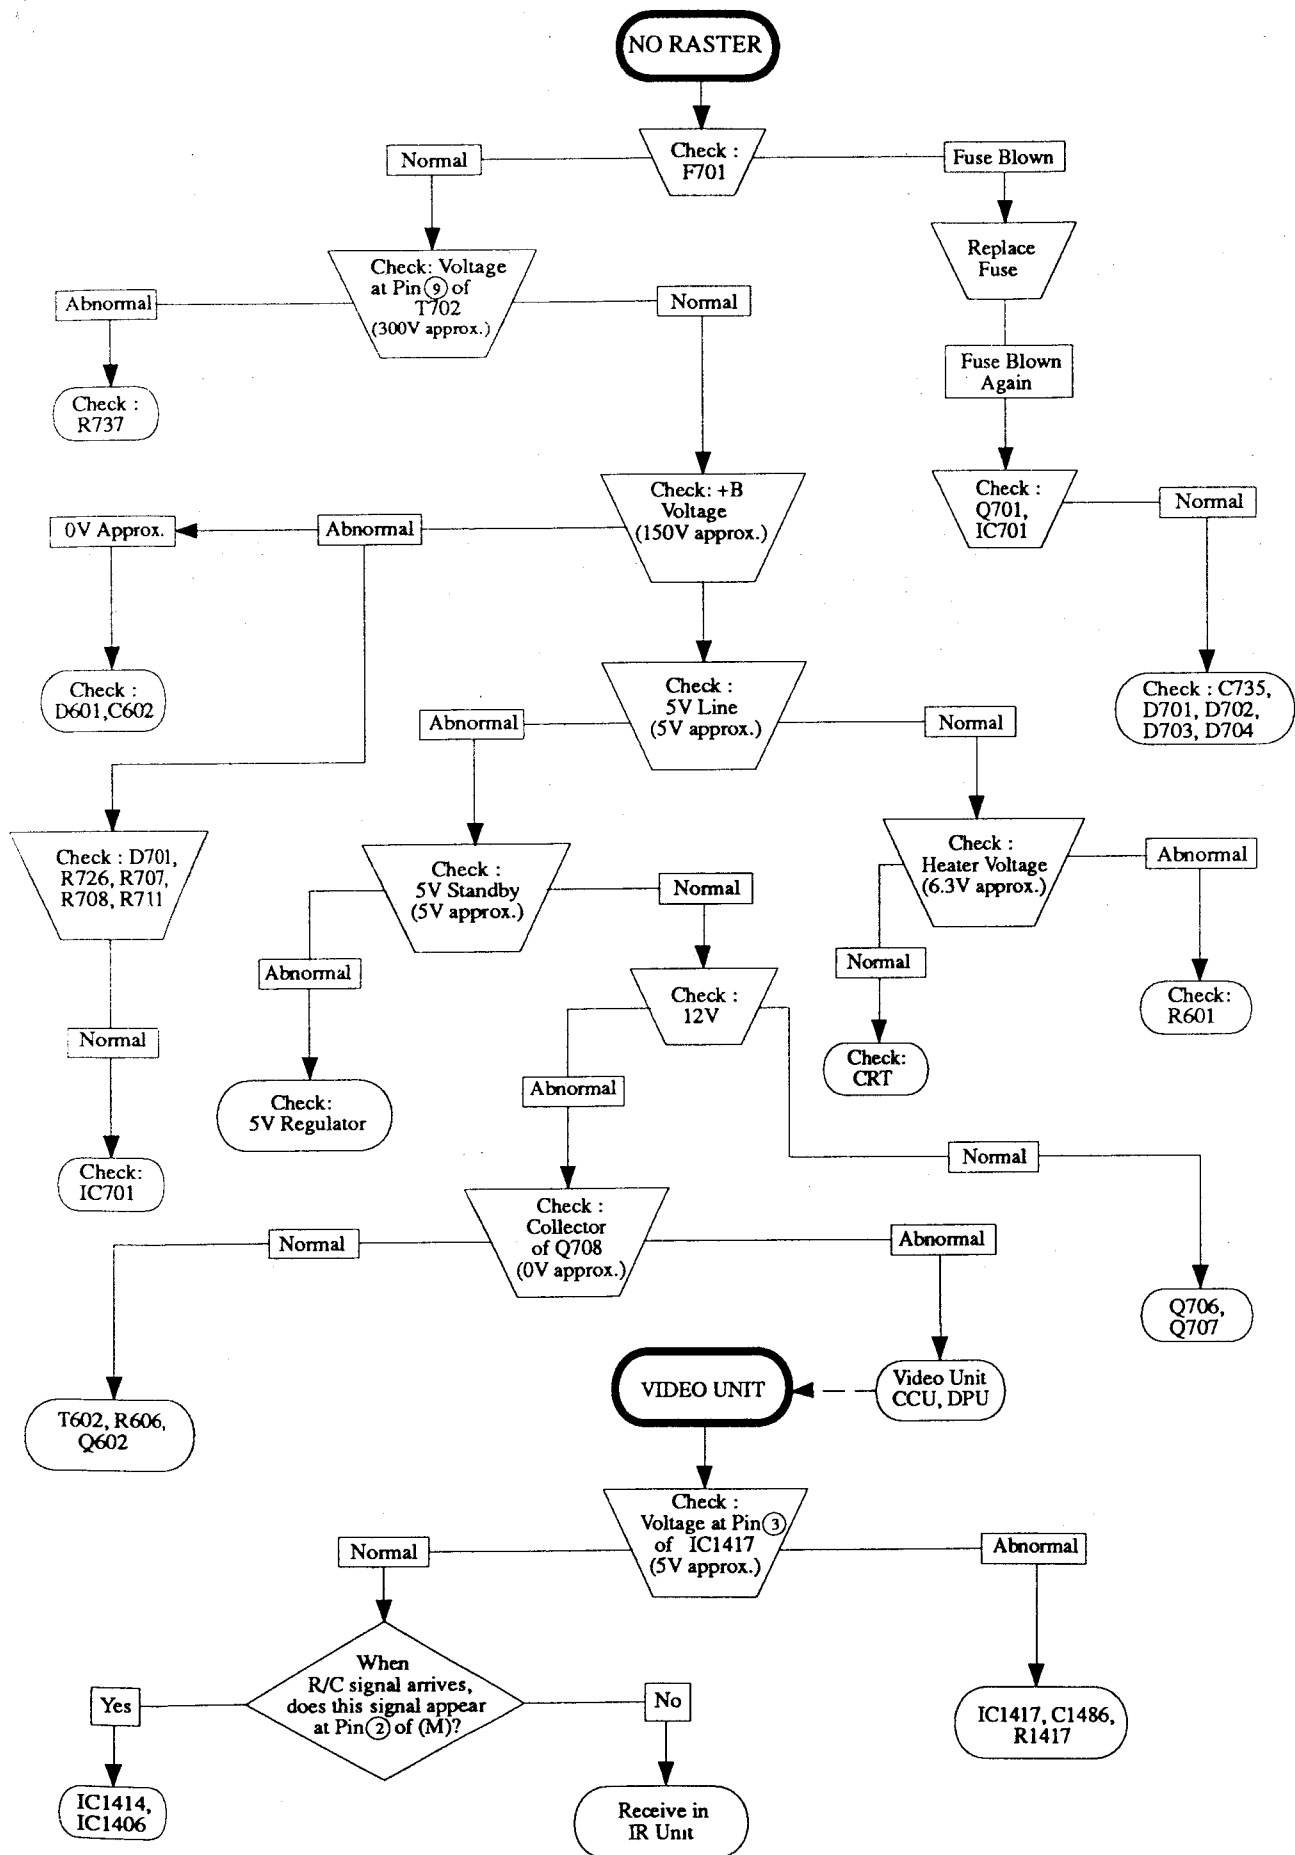 NO RASTER
Check :
F701
Normal
Fuse Blown
Replace
Fuse
Check: Voltage
at Pin 9 of
T702
(300V approx.)
Abnormal
Normal
Fuse Blown
Again
Check :
R737
Check: +B
Voltage
(150V approx.)
Check :
Q701,
IC701
Normal
0V Approx.
Abnormal
Check :
D601,C602
Check :
5V Line
(5V approx.)
Check : C735,
D701, D702,
D703, D704
Abnormal
Normal
Check : D701,
R726, R707,
R708, R711
Check :
5V Standby
(5V approx.)
Normal
Check :
Heater Voltage
(6.3V approx.)
Abnormal
Abnormal
Normal
Check :
12V
Check:
R601
Normal
Check:
CRT
Abnormal
Check:
5V Regulator
Normal
Check:
IC701
Check :
Collector
of Q708
(0V approx.)
Normal
Abnormal
Q706,
Q707
VIDEO UNIT
Video Unit
CCU, DPU
T602, R606,
Q602
Check :
Voltage at Pin 3
of IC1417
(5V approx.)
Normal
Abnormal
When
R/C signal arrives,
does this signal appear
at Pin 2 of (M)?
Yes
No
IC1417, C1486,
R1417
IC1414,
IC1406
Receive in
IR Unit